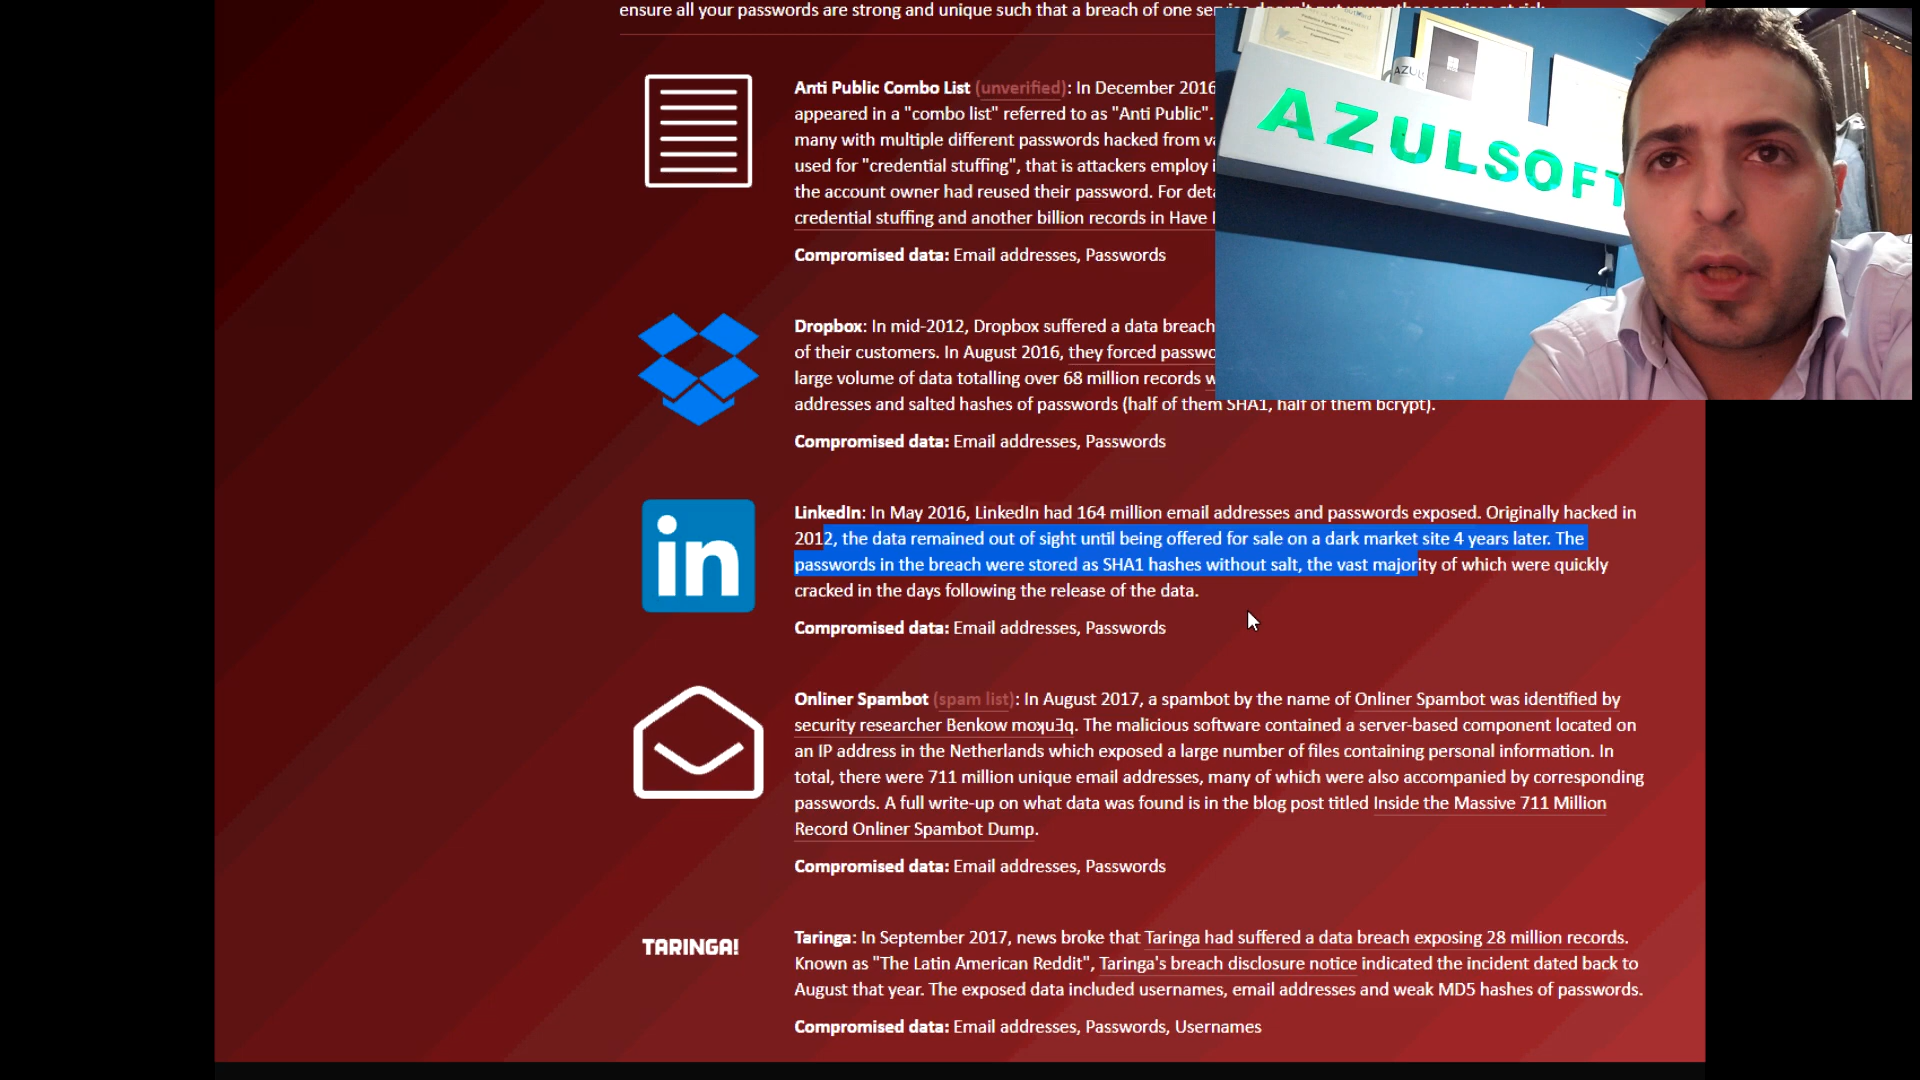 ensure all your passwords are strong and unique such that a breach of one service doesn't put your other services at risk.
Anti Public Combo List (unverified): In December 2016
appeared in a "combo list" referred to as "Anti Public".
many with multiple different passwords hacked from va
used for "credential stuffing", that is attackers employ i
the account owner had reused their password. For deta
credential stuffing and another billion records in Have I
Compromised data: Email addresses, Passwords
AZUL
AZULSOFT
Dropbox: In mid-2012, Dropbox suffered a data breach
of their customers. In August 2016, they forced passwo
large volume of data totalling over 68 million records w
addresses and salted hashes of passwords (half of them SHA1, half of them bcrypt).
Compromised data: Email addresses, Passwords
in
LinkedIn: In May 2016, LinkedIn had 164 million email addresses and passwords exposed. Originally hacked in
2012, the data remained out of sight until being offered for sale on a dark market site 4 years later. The
passwords in the breach were stored as SHA1 hashes without salt, the vast majority of which were quickly
cracked in the days following the release of the data.
Compromised data: Email addresses, Passwords
Onliner Spambot (spam list): In August 2017, a spambot by the name of Onliner Spambot was identified by
security researcher Benkow moʞuƎq. The malicious software contained a server-based component located on
an IP address in the Netherlands which exposed a large number of files containing personal information. In
total, there were 711 million unique email addresses, many of which were also accompanied by corresponding
passwords. A full write-up on what data was found is in the blog post titled Inside the Massive 711 Million
Record Onliner Spambot Dump.
Compromised data: Email addresses, Passwords
TARINGA!
Taringa: In September 2017, news broke that Taringa had suffered a data breach exposing 28 million records.
Known as "The Latin American Reddit", Taringa's breach disclosure notice indicated the incident dated back to
August that year. The exposed data included usernames, email addresses and weak MD5 hashes of passwords.
Compromised data: Email addresses, Passwords, Usernames